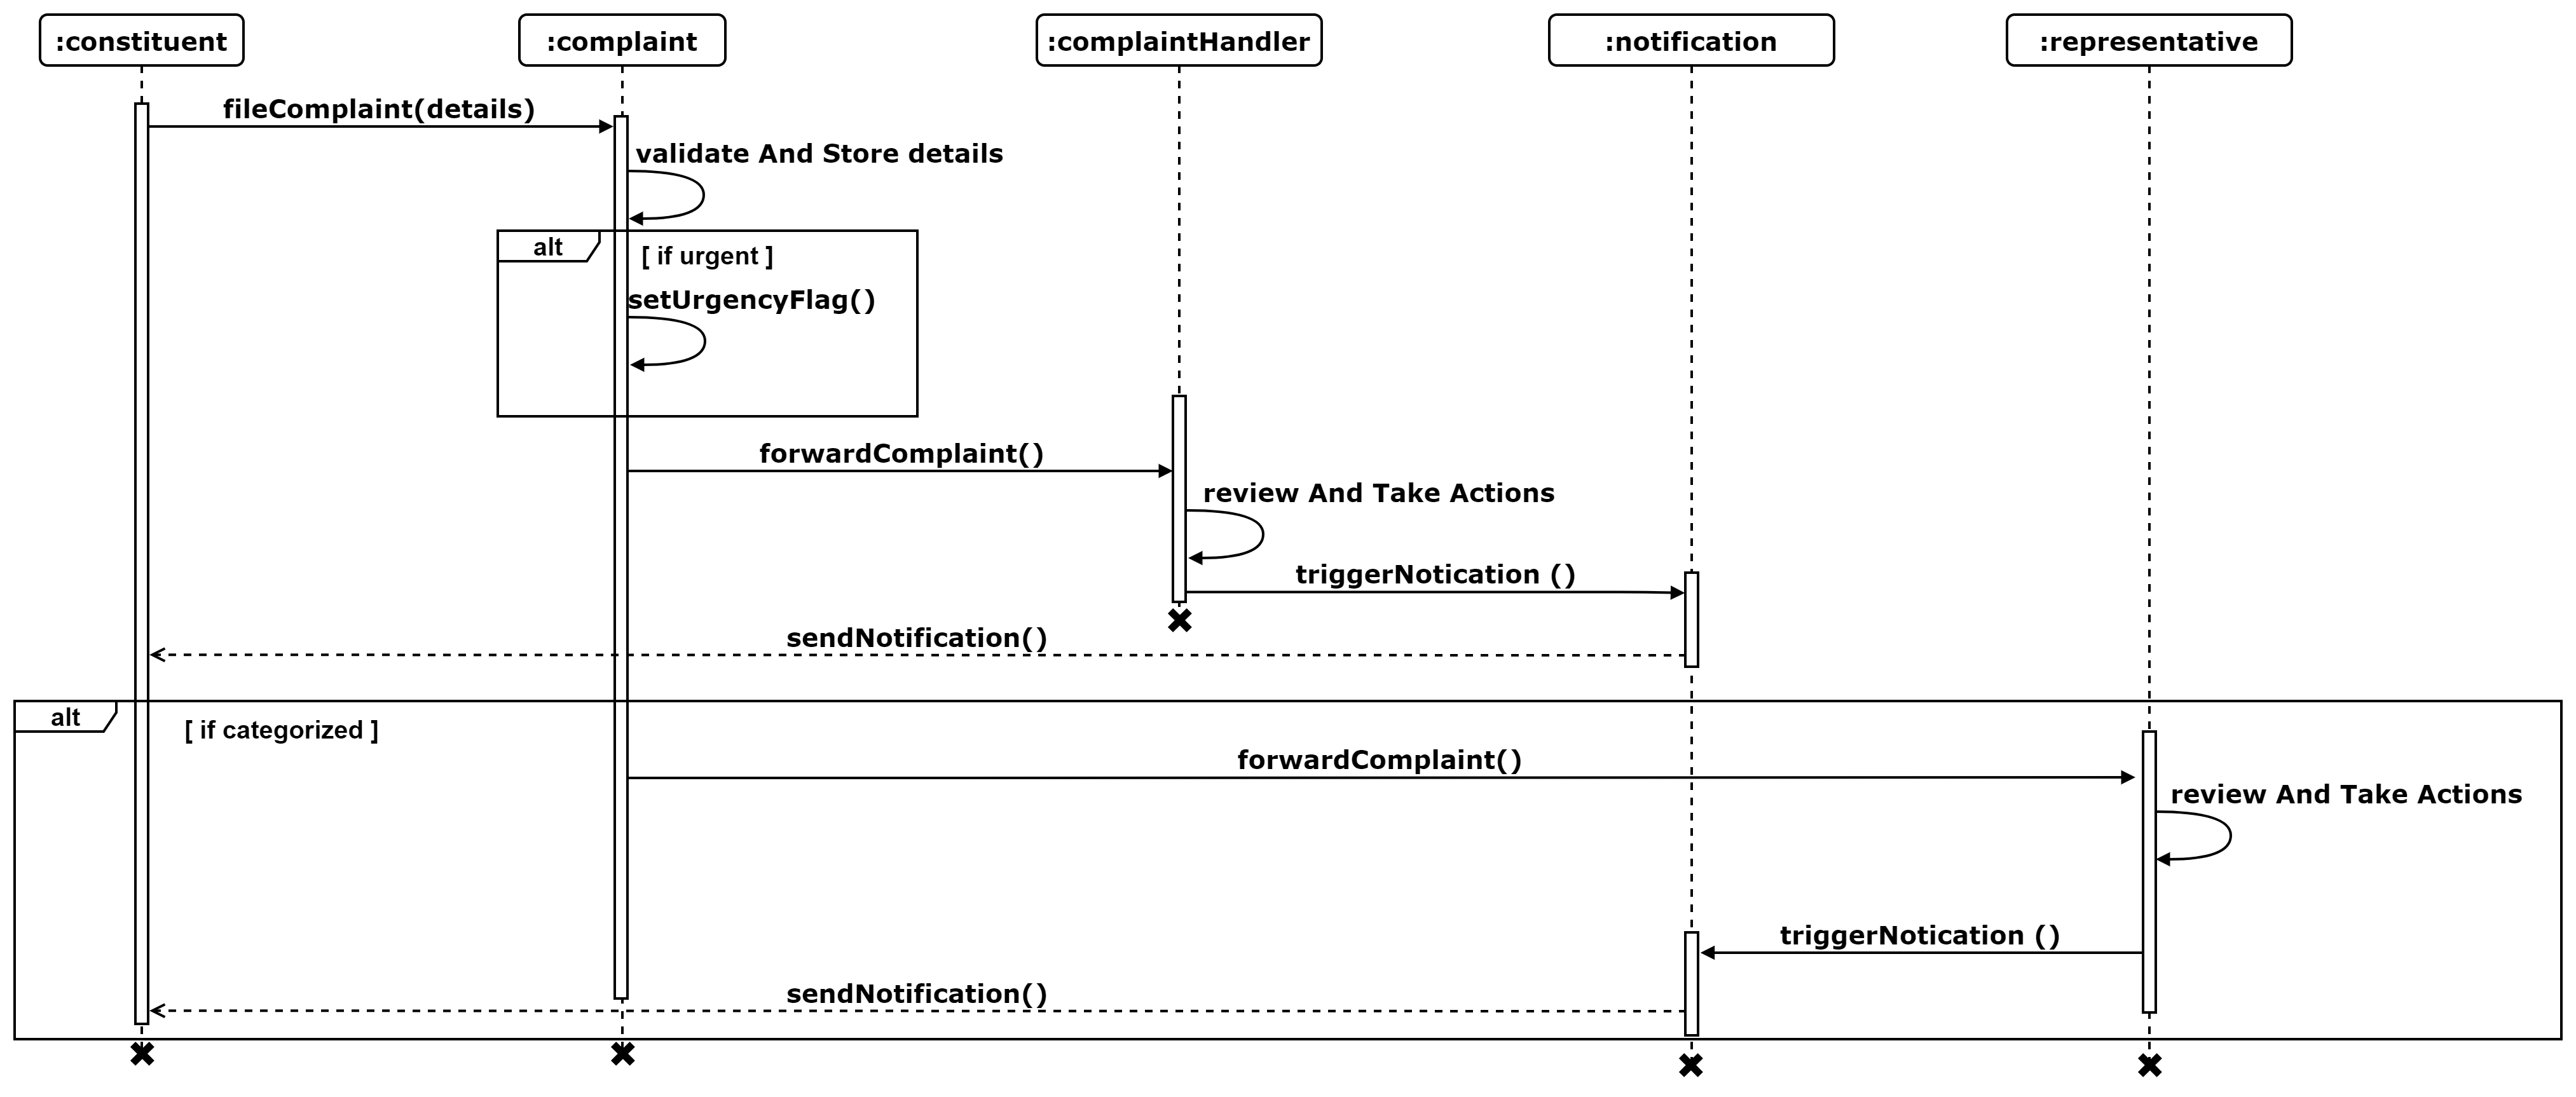 :constituent
:complaint
:complaintHandler
:notification
:representative
fileComplaint(details)
validate And Store details
alt
[ if urgent ]
setUrgencyFlag()
forwardComplaint()
review And Take Actions
triggerNotication ()
sendNotification()
alt
[ if categorized ]
forwardComplaint()
review And Take Actions
triggerNotication ()
sendNotification()